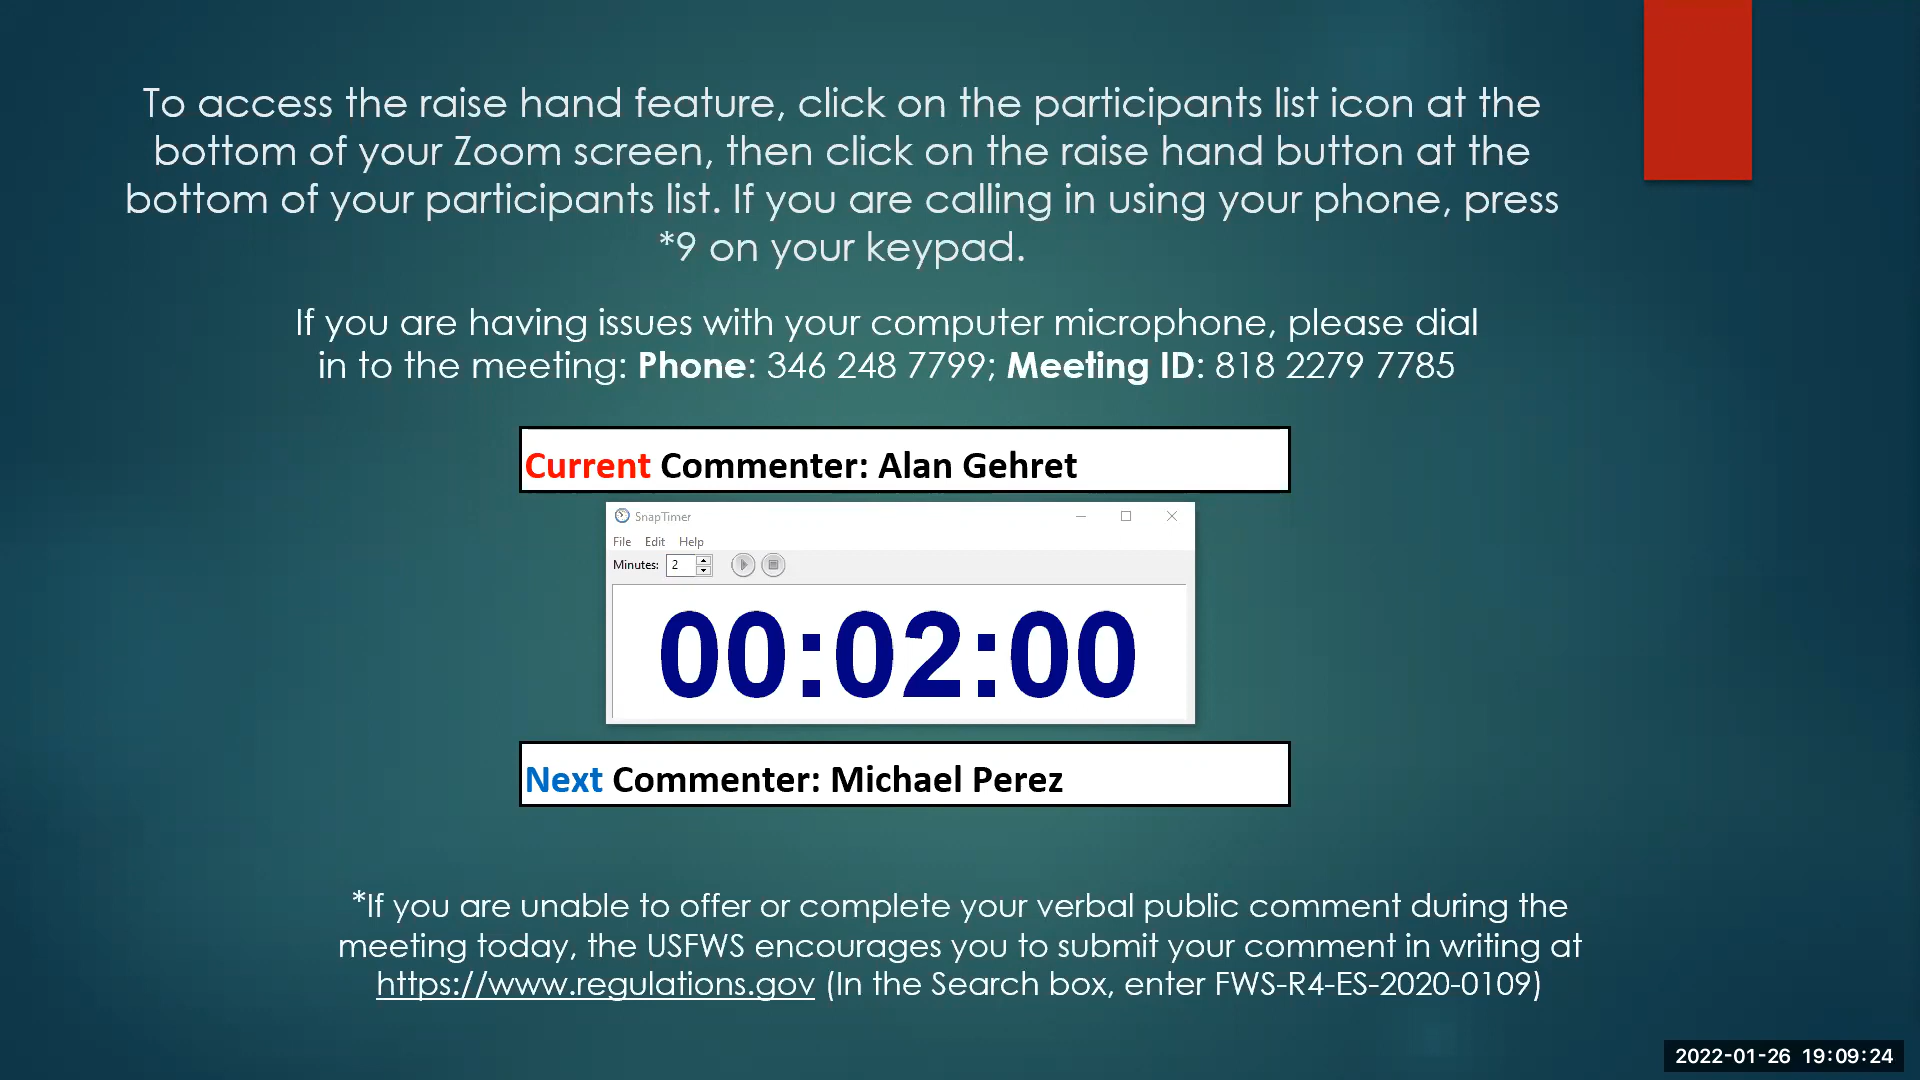 To access the raise hand feature, click on the participants list icon at the
bottom of your Zoom screen, then click on the raise hand button at the
bottom of your participants list. If you are calling in using your phone, press
*9 on your keypad.
If you are having issues with your computer microphone, please dial
in to the meeting: Phone: 346 248 7799; Meeting ID: 818 2279 7785
Current Commenter: Alan Gehret
SnapTimer
File Edit Help
Minutes: 2
00:02:00
Next Commenter: Michael Perez
*If you are unable to offer or complete your verbal public comment during the
meeting today, the USFWS encourages you to submit your comment in writing at
https://www.regulations.gov (In the Search box, enter FWS-R4-ES-2020-0109)
2022-01-26 19:09:24